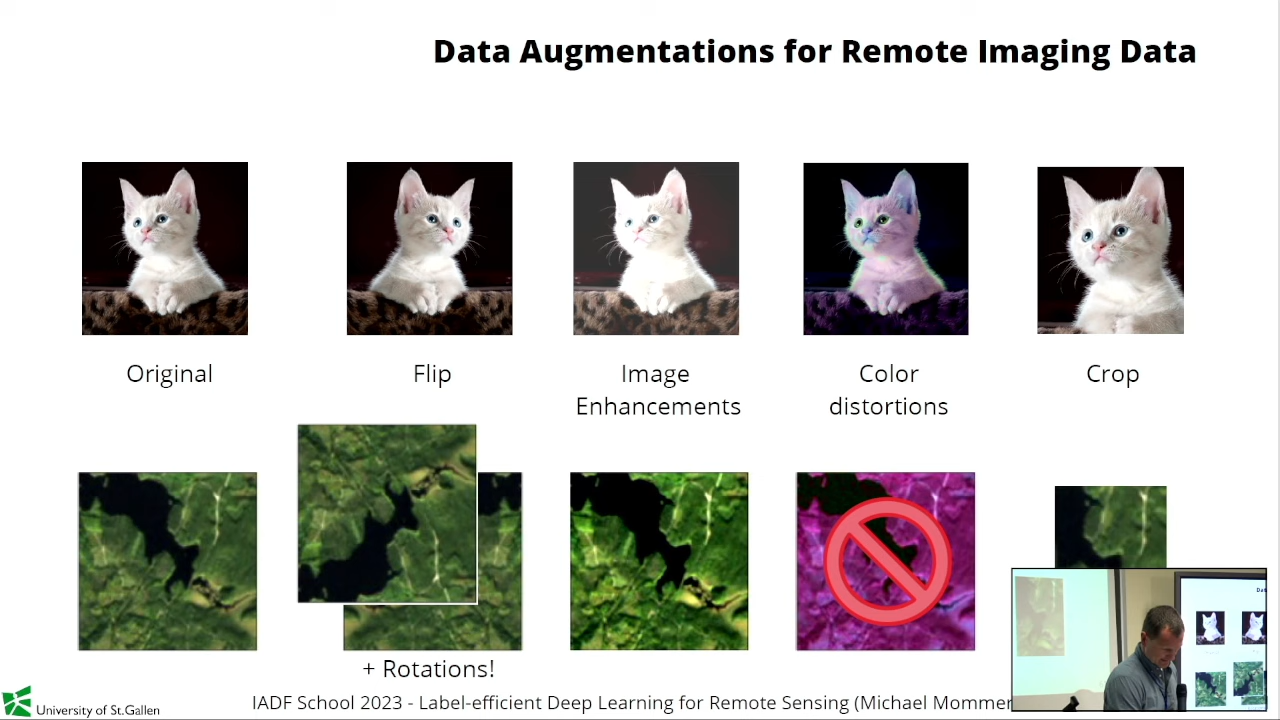 Data Augmentations for Remote Imaging Data
Original
Flip
Image
Enhancements
Color
distortions
Crop
+ Rotations!
University of St.Gallen
IADF School 2023 - Label-efficient Deep Learning for Remote Sensing (Michael Mommer